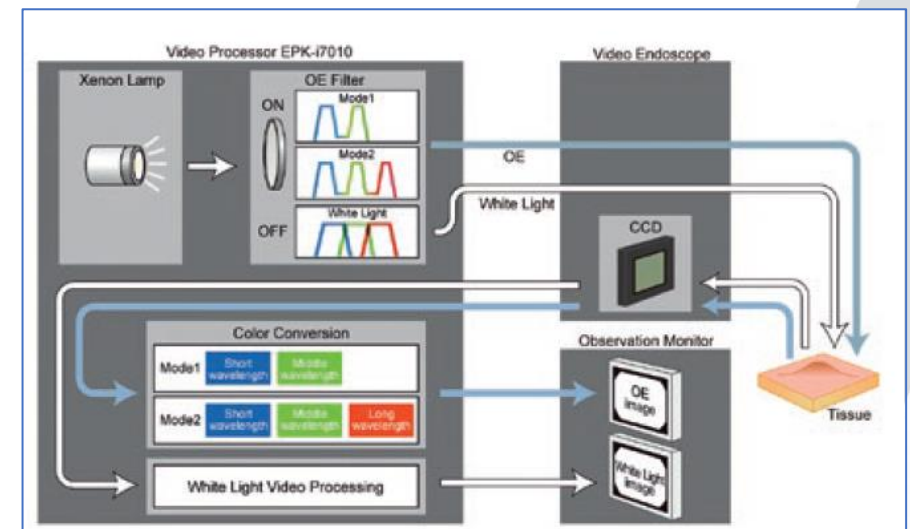 Video Processor EPK-i7010
Video Endoscope
Xenon Lamp
OE Filter
ON
Mode1
Mode2
OFF
White Light
OE
White Light
CCD
Color Conversion
Mode1
Short
wavelength
Middle
wavelength
Mode2
Short
wavelength
Middle
wavelength
Long
wavelength
White Light Video Processing
Observation Monitor
OE
image
White Light
image
Tissue